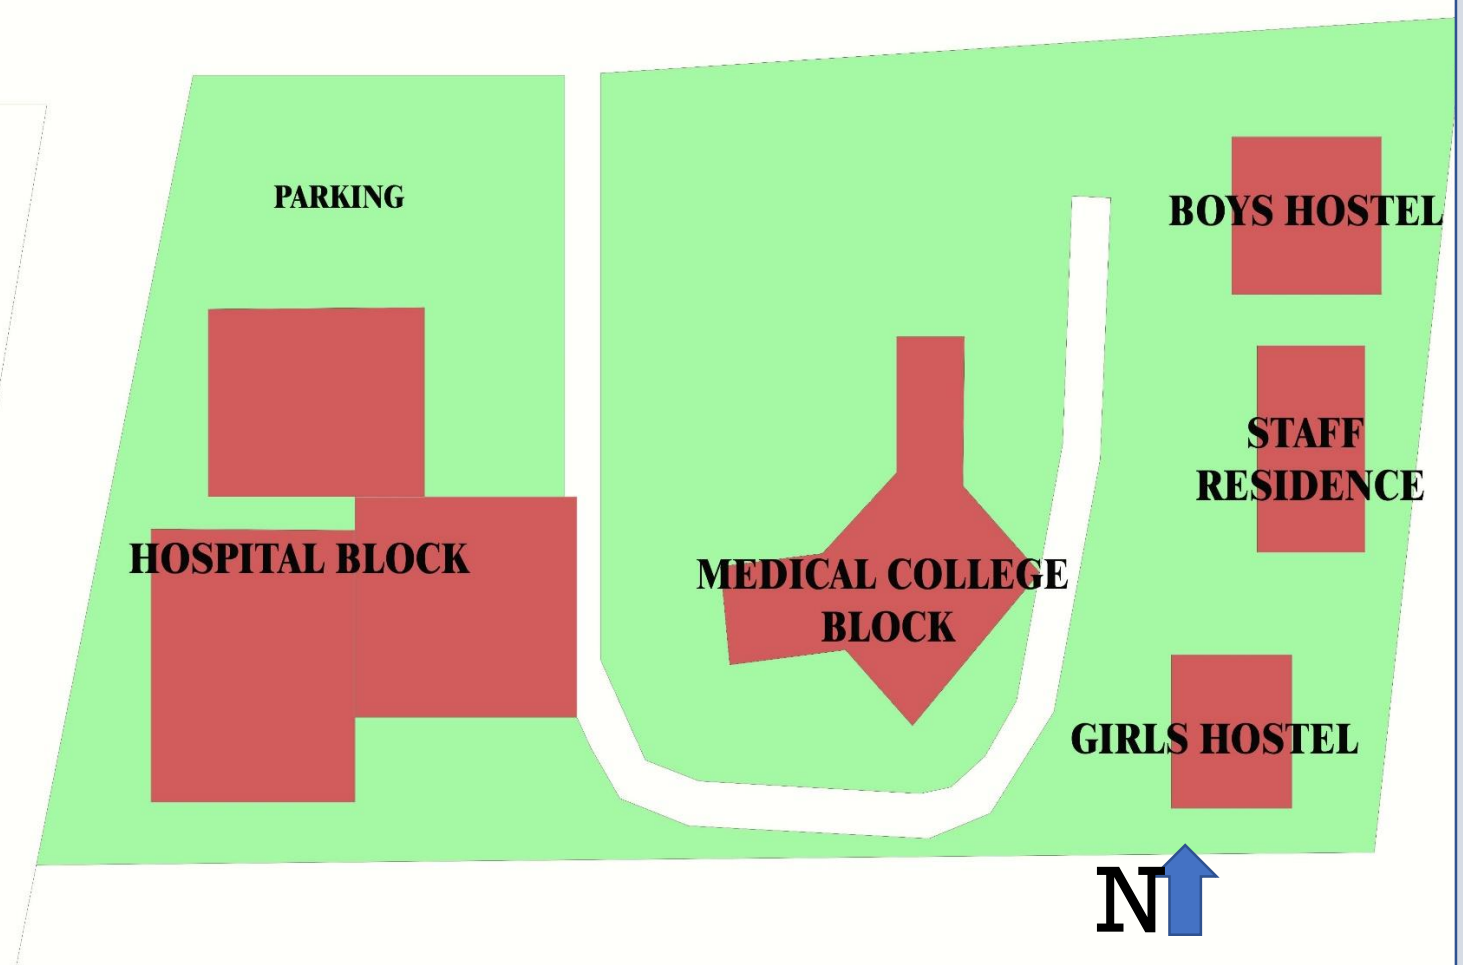 PARKING
BOYS HOSTEL
STAFF
RESIDENCE
HOSPITAL BLOCK
MEDICAL COLLEGE
BLOCK
GIRLS HOSTEL
N